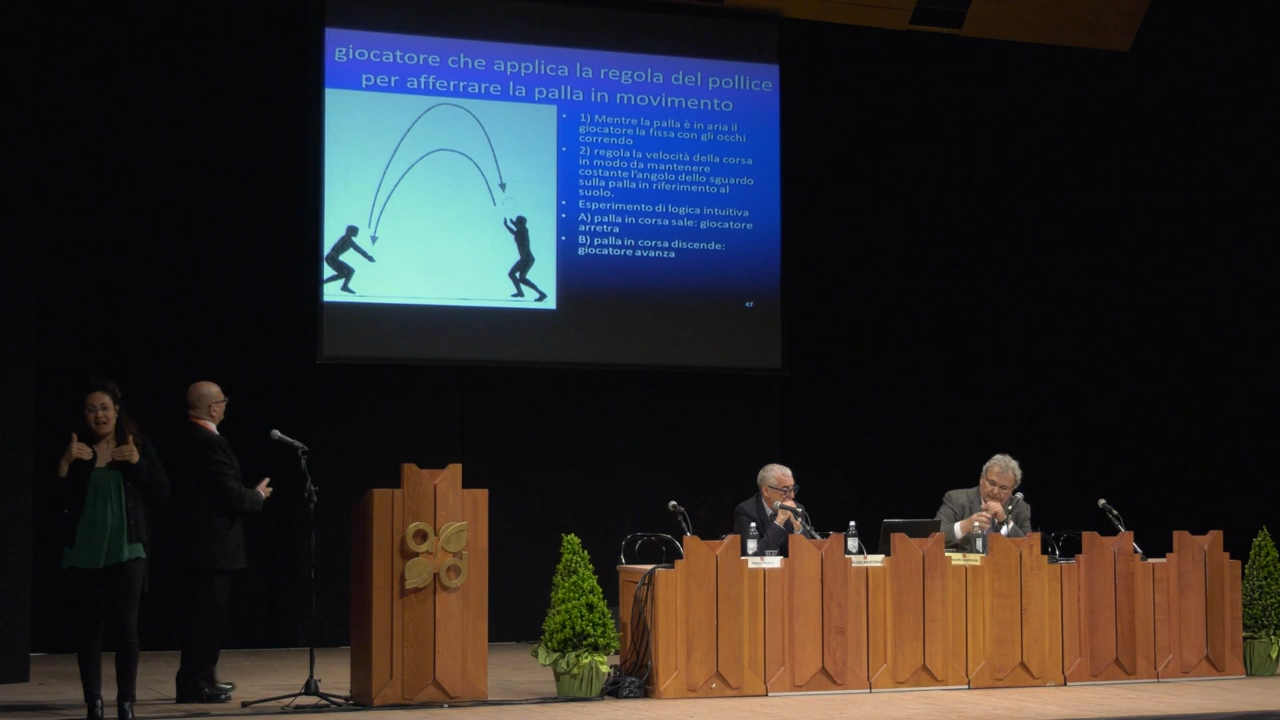 giocatore che applica la regola del pollice
per afferrare la palla in movimento
• 1) Mentre la palla è in aria il
giocatore la fissa con gli occhi
correndo
• 2) regola la velocità della corsa
in modo da mantenere
costante l'angolo dello sguardo
sulla palla in riferimento al
suolo.
• Esperimento di logica intuitiva
• A) palla in corsa sale: giocatore
arretra
• B) palla in corsa discende:
giocatore avanza
47